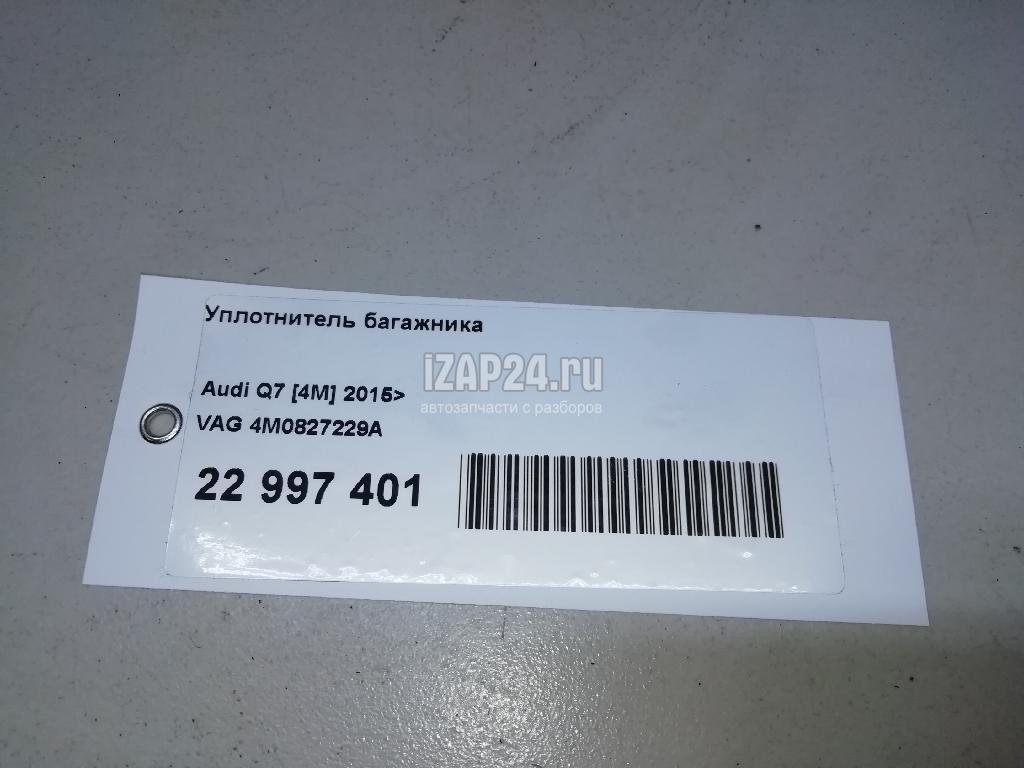 Уплотнитель багажника
iZAP24.ru
Audi Q7 [4M] 2015>
автозапчасти с разборов
VAG 4M0827229A
22 997 401